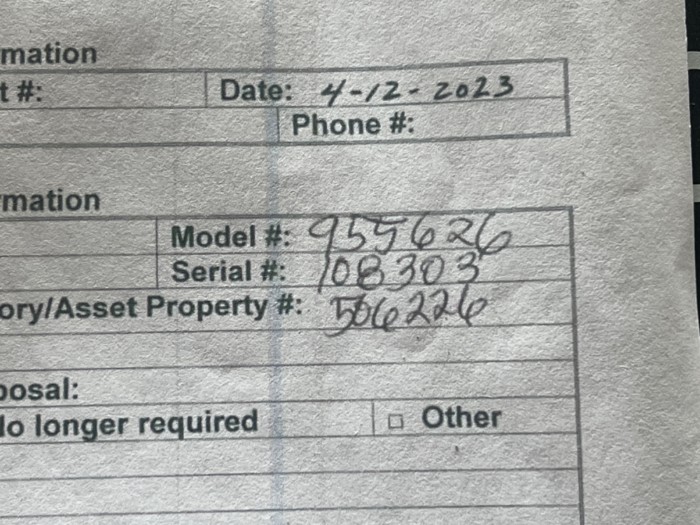 mation
t #:
Date: 4-12-2023
Phone #:
mation
Model #: 955626
Serial #: 108303
ory/Asset Property #: 506226
posal:
lo longer required
□ Other